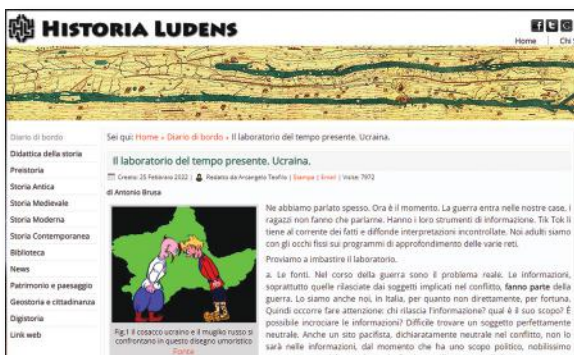 HISTORIA LUDENS
Home
Chi
Diario di bordo
Didattica della storia
Preistoria
Storia Antica
Storia Medievale
Storia Moderna
Storia Contemporanea
Biblioteca
News
Patrimonio e paesaggio
Geostoria e cittadinanza
Digistoria
Link web
Sei qui: Home Diario di bordo Il laboratorio del tempo presente. Ucraina.
Il laboratorio del tempo presente. Ucraina.
Creato: 25 Febbraio 2022 | Redatto da Arcangelo Teofilo | Stampa | Email | Visite: 7972
di Antonio Brusa
Fig.1 Il cosacco ucraino e il mugiko russo si
confrontano in questo disegno umoristico
Fonte
Ne abbiamo parlato spesso. Ora è il momento. La guerra entra nelle nostre case. I
ragazzi non fanno che parlarne. Hanno i loro strumenti di informazione. Tik Tok li
tiene al corrente dei fatti e diffonde interpretazioni incontrollate. Noi adulti siamo
con gli occhi fissi sui programmi di approfondimento delle varie reti.
Proviamo a imbastire il laboratorio.
a. Le fonti. Nel corso della guerra sono il problema reale. Le informazioni,
soprattutto quelle rilasciate dai soggetti implicati nel conflitto, fanno parte della
guerra. Lo siamo anche noi, in Italia, per quanto non direttamente, per fortuna.
Quindi occorre fare attenzione: chi rilascia l'informazione? qual è il suo scopo? È
possibile incrociare le informazioni? Difficile trovare un soggetto perfettamente
neutrale. Anche un sito pacifista, dichiaratamente neutrale nel conflitto, non lo
sarà nelle informazioni, dal momento che ha uno scopo politico, nobilissimo